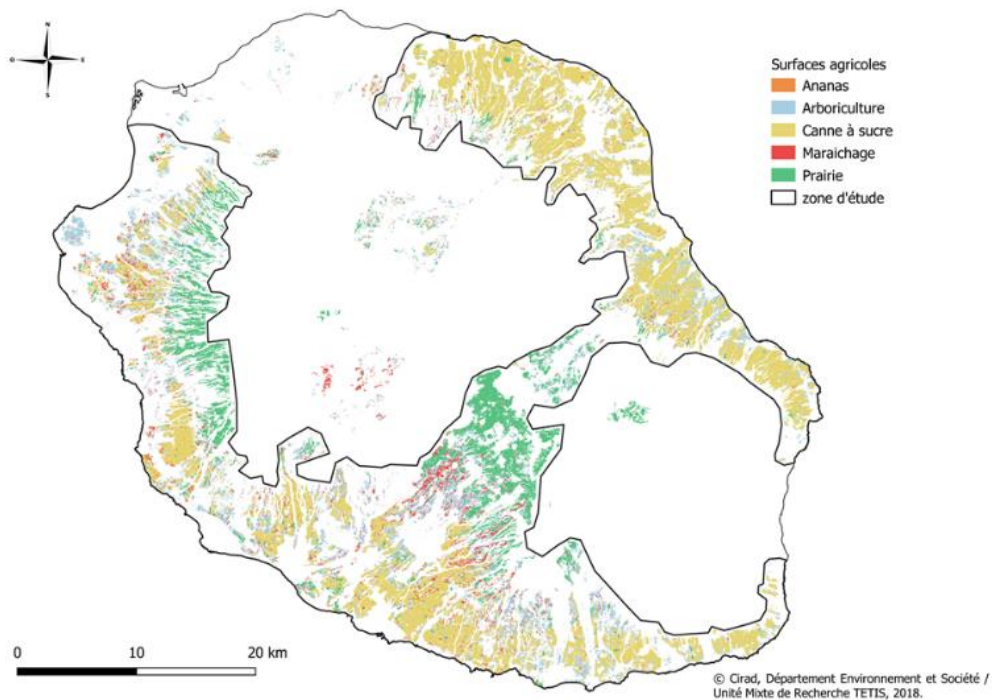 N
O
E
S
Surfaces agricoles
Ananas
Arboriculture
Canne à sucre
Maraichage
Prairie
zone d'étude
0 10 20 km
© Cirad, Département Environnement et Société /
Unité Mixte de Recherche TETIS, 2018.